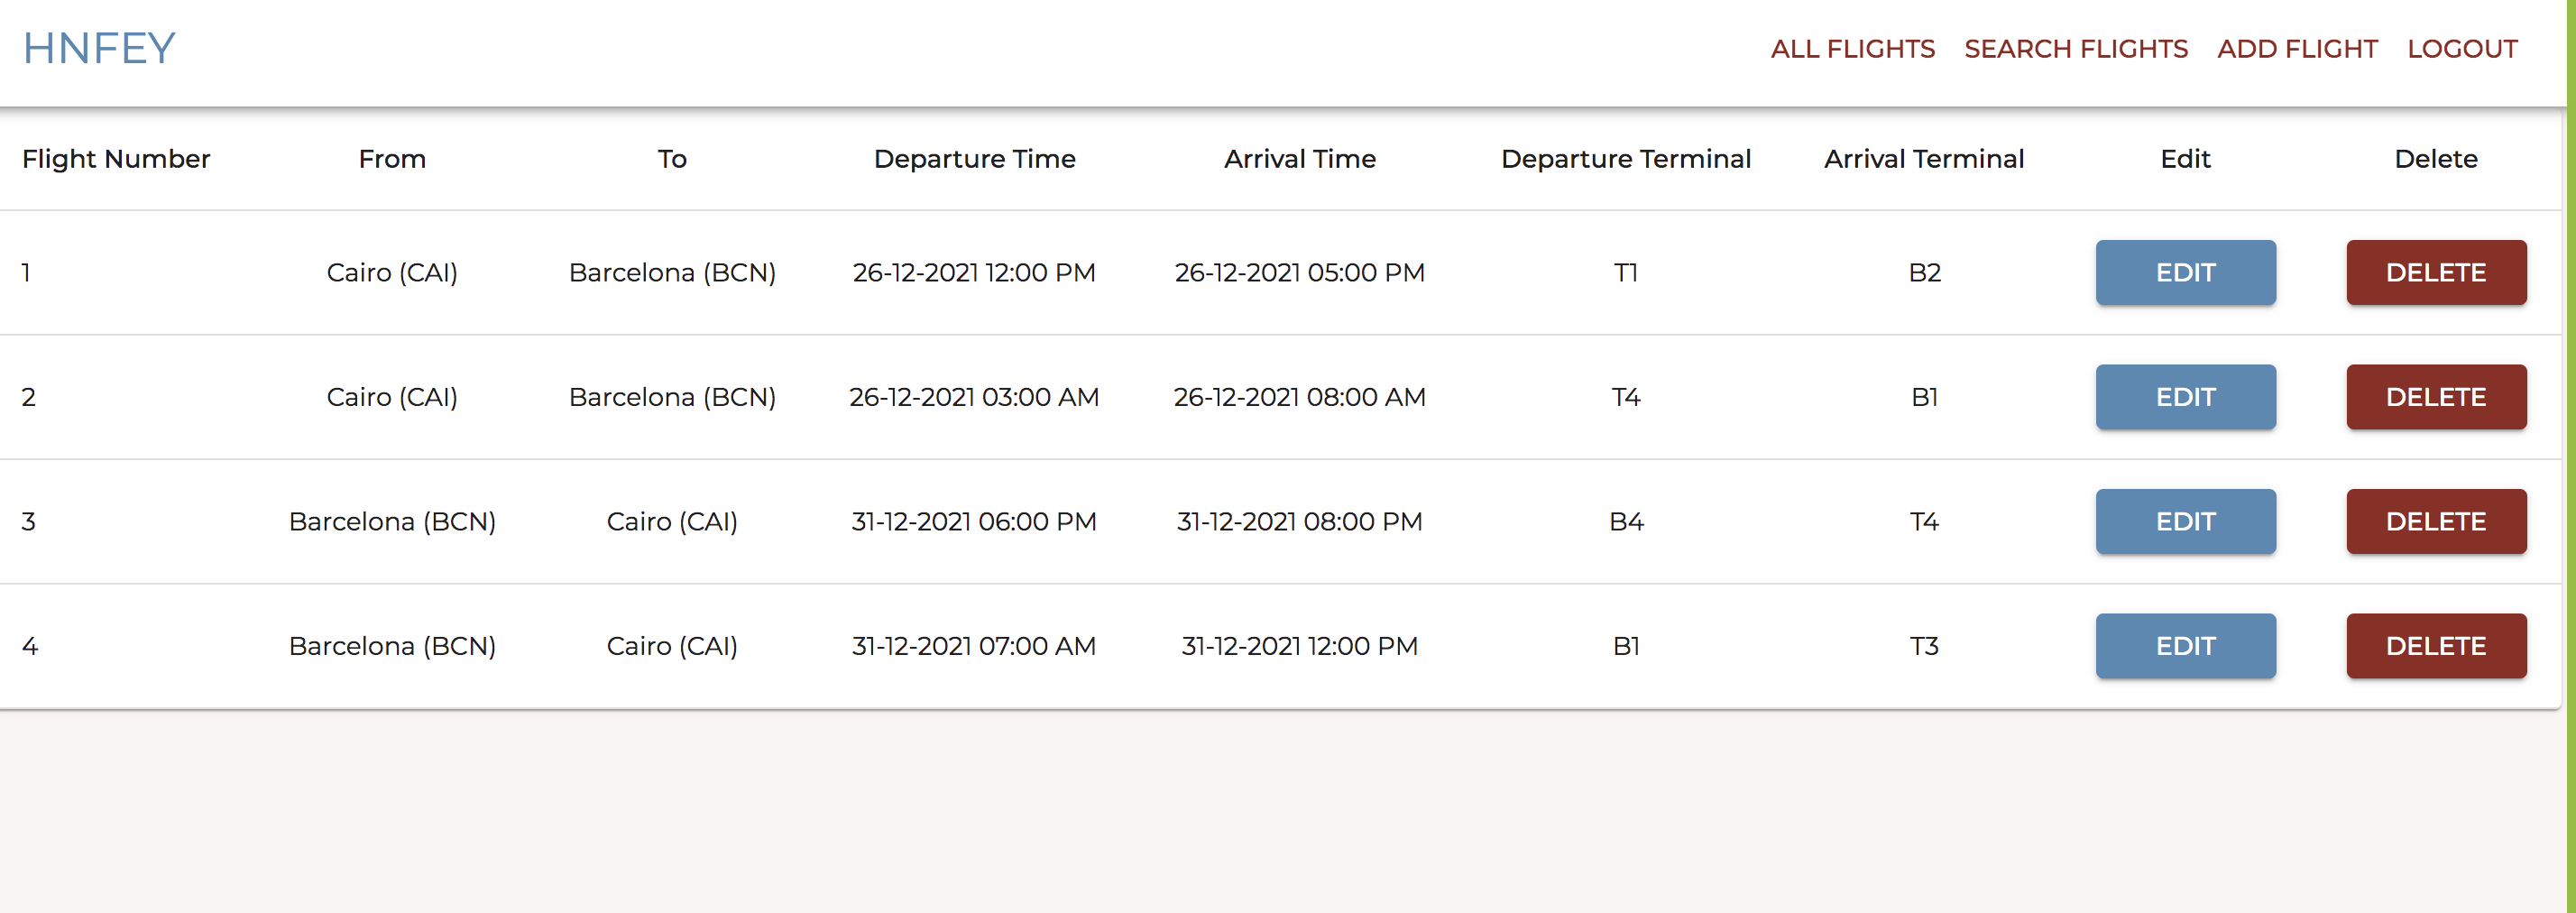 HNFEY ALL FLIGHTS SEARCH FLIGHTS ADD FLIGHT LOGOUT
Flight Number From To Departure Time Arrival Time Departure Terminal Arrival Terminal Edit Delete
1 Cairo (CAI) Barcelona (BCN) 26-12-2021 12:00 PM 26-12-2021 05:00 PM T1 B2 EDIT DELETE
2 Cairo (CAI) Barcelona (BCN) 26-12-2021 03:00 AM 26-12-2021 08:00 AM T4 B1 EDIT DELETE
3 Barcelona (BCN) Cairo (CAI) 31-12-2021 06:00 PM 31-12-2021 08:00 PM B4 T4 EDIT DELETE
4 Barcelona (BCN) Cairo (CAI) 31-12-2021 07:00 AM 31-12-2021 12:00 PM B1 T3 EDIT DELETE